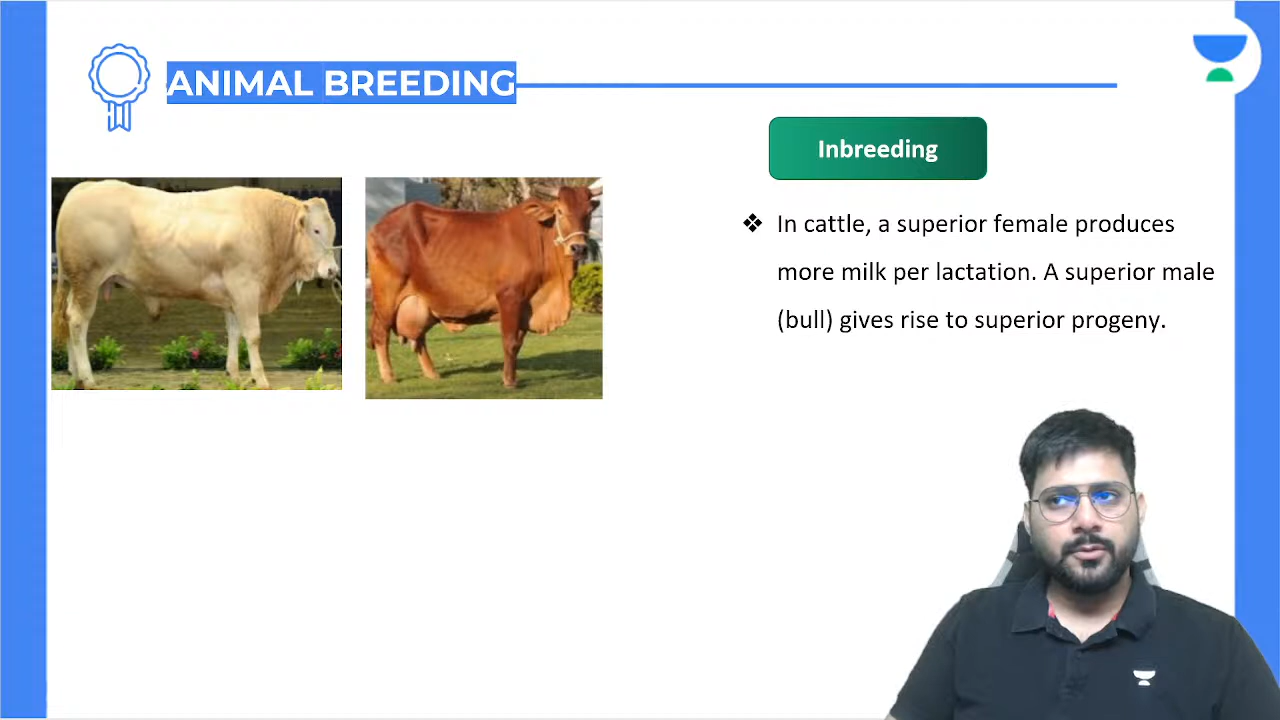 ANIMAL BREEDING
Inbreeding
❖ In cattle, a superior female produces
more milk per lactation. A superior male
(bull) gives rise to superior progeny.